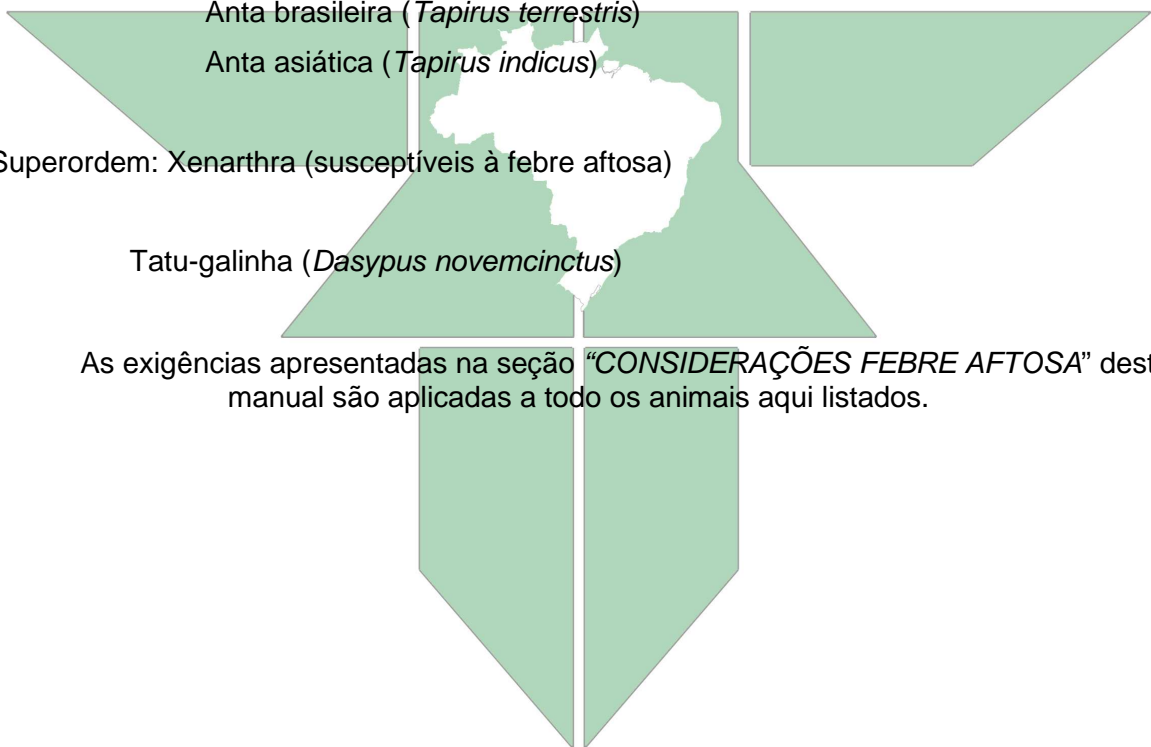 Anta brasileira (Tapirus terrestris)
Anta asiática (Tapirus indicus)
Superordem: Xenarthra (susceptíveis à febre aftosa)
Tatu-galinha (Dasypus novemcinctus)
As exigências apresentadas na seção “CONSIDERAÇÕES FEBRE AFTOSA” dest
manual são aplicadas a todo os animais aqui listados.